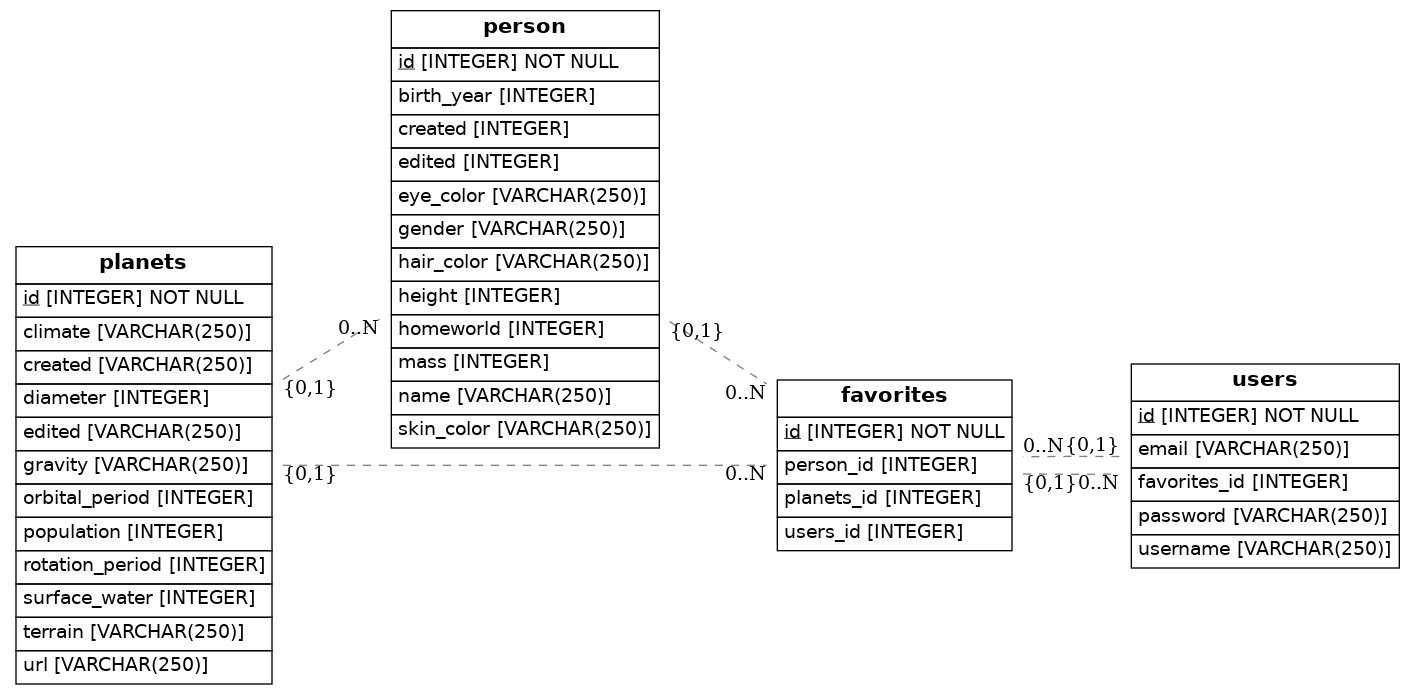 person
id [INTEGER] NOT NULL
birth_year [INTEGER]
created [INTEGER]
edited [INTEGER]
eye_color [VARCHAR(250)]
gender [VARCHAR(250)]
hair_color [VARCHAR(250)]
height [INTEGER]
homeworld [INTEGER]
mass [INTEGER]
name [VARCHAR(250)]
skin_color [VARCHAR(250)]
planets
id [INTEGER] NOT NULL
climate [VARCHAR(250)]
created [VARCHAR(250)]
diameter [INTEGER]
edited [VARCHAR(250)]
gravity [VARCHAR(250)]
orbital_period [INTEGER]
population [INTEGER]
rotation_period [INTEGER]
surface_water [INTEGER]
terrain [VARCHAR(250)]
url [VARCHAR(250)]
0..N
{0,1}
{0,1}
0..N
{0,1}
0..N
favorites
id [INTEGER] NOT NULL
person_id [INTEGER]
planets_id [INTEGER]
users_id [INTEGER]
0..N{0,1}
{0,1}0..N
users
id [INTEGER] NOT NULL
email [VARCHAR(250)]
favorites_id [INTEGER]
password [VARCHAR(250)]
username [VARCHAR(250)]